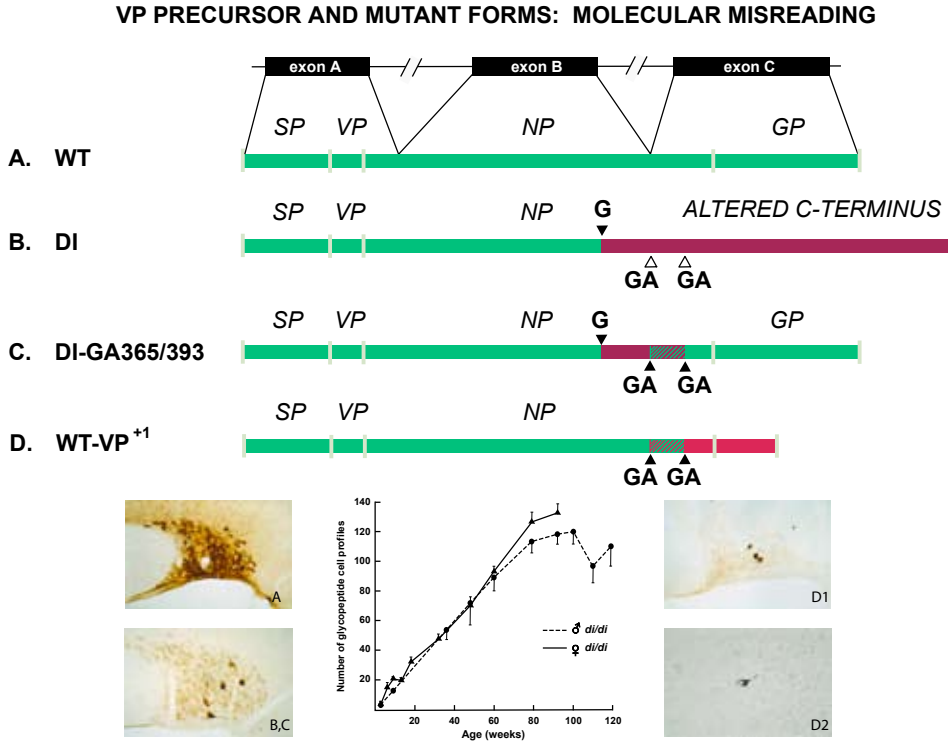 VP PRECURSOR AND MUTANT FORMS: MOLECULAR MISREADING
exon A exon B exon C
SP VP NP GP
A. WT
SP VP NP G ALTERED C-TERMINUS
B. DI
GA GA
SP VP NP G GP
C. DI-GA365/393
GA GA
SP VP NP
D. WT-VP+1
GA GA
A
B,C
Number of glycopeptide cell profiles
140
120
100
80
60
40
20
♂ di/di
♀ di/di
20 40 60 80 100 120
Age (weeks)
D1
D2